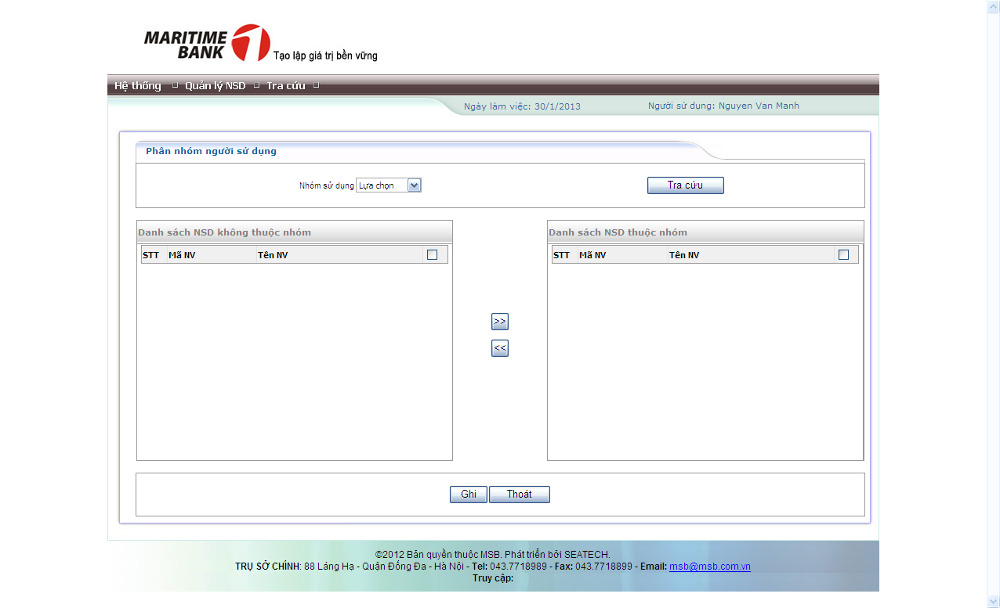 MARITIME
BANK
Tạo lập giá trị bền vững
Hệ thống Quản lý NSD Tra cứu
Ngày làm việc: 30/1/2013 Người sử dụng: Nguyen Van Manh
Phân nhóm người sử dụng
Nhóm sử dụng Lựa chọn Tra cứu
Danh sách NSD không thuộc nhóm
STT Mã NV Tên NV
>>
<<
Danh sách NSD thuộc nhóm
STT Mã NV Tên NV
Ghi Thoát
©2012 Bản quyền thuộc MSB. Phát triển bởi SEATECH.
TRỤ SỞ CHÍNH: 88 Láng Hạ - Quận Đống Đa - Hà Nội - Tel: 043.7718989 - Fax: 043.7718899 - Email: msb@msb.com.vn
Truy cập: